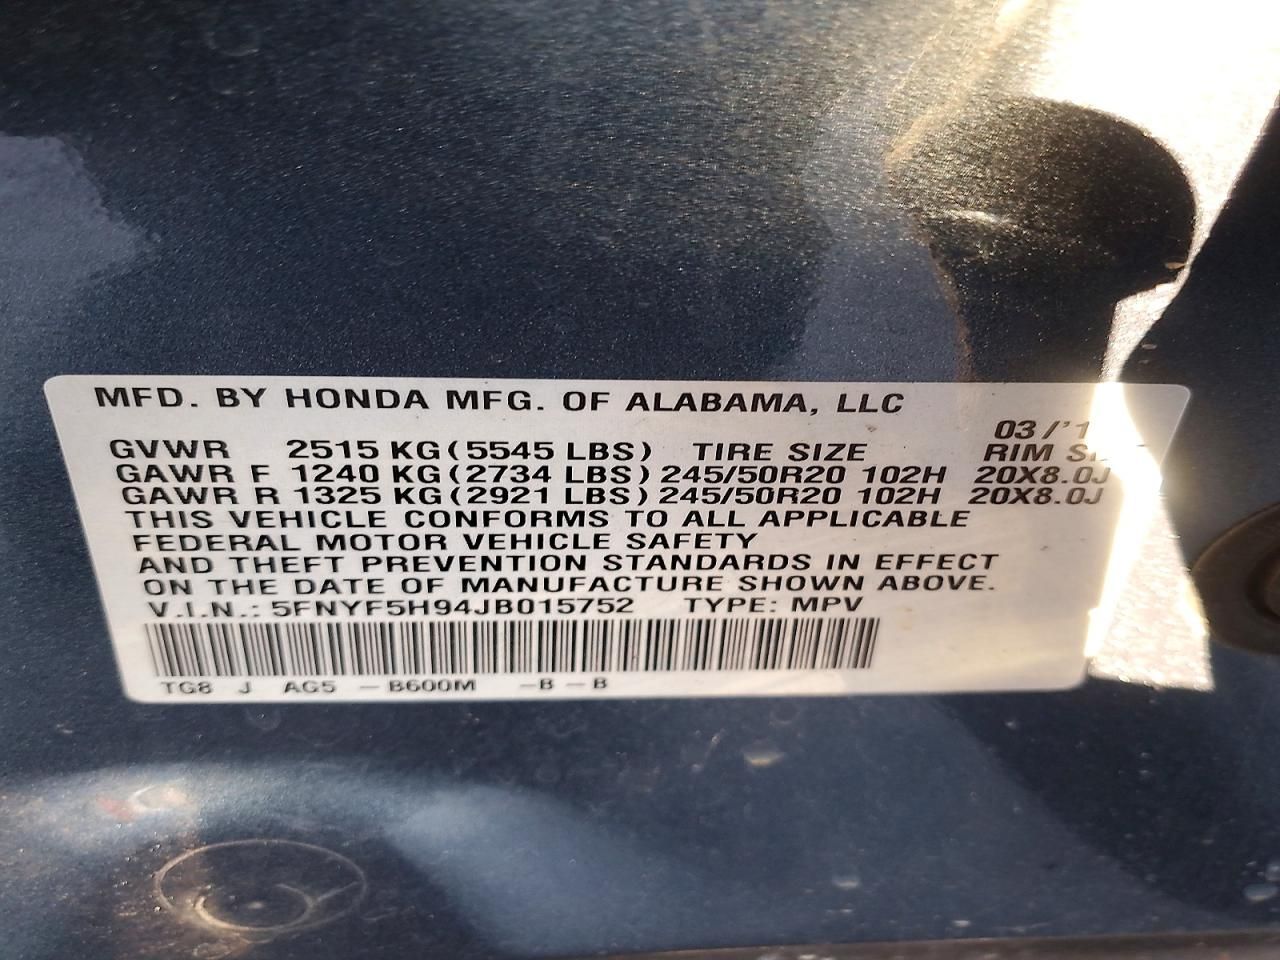 MFD. BY HONDA MFG. OF ALABAMA, LLC
03/'1
GVWR 2515 KG (5545 LBS) TIRE SIZE RIM
GAWR F 1240 KG (2734 LBS) 245/50R20 102H 20X8.0J
GAWR R 1325 KG (2921 LBS) 245/50R20 102H 20X8.0J
THIS VEHICLE CONFORMS TO ALL APPLICABLE
FEDERAL MOTOR VEHICLE SAFETY
AND THEFT PREVENTION STANDARDS IN EFFECT
ON THE DATE OF MANUFACTURE SHOWN ABOVE.
V.I.N.: 5FNYF5H94JB015752 TYPE: MPV
TG8 J AG5 -B600M -B-B